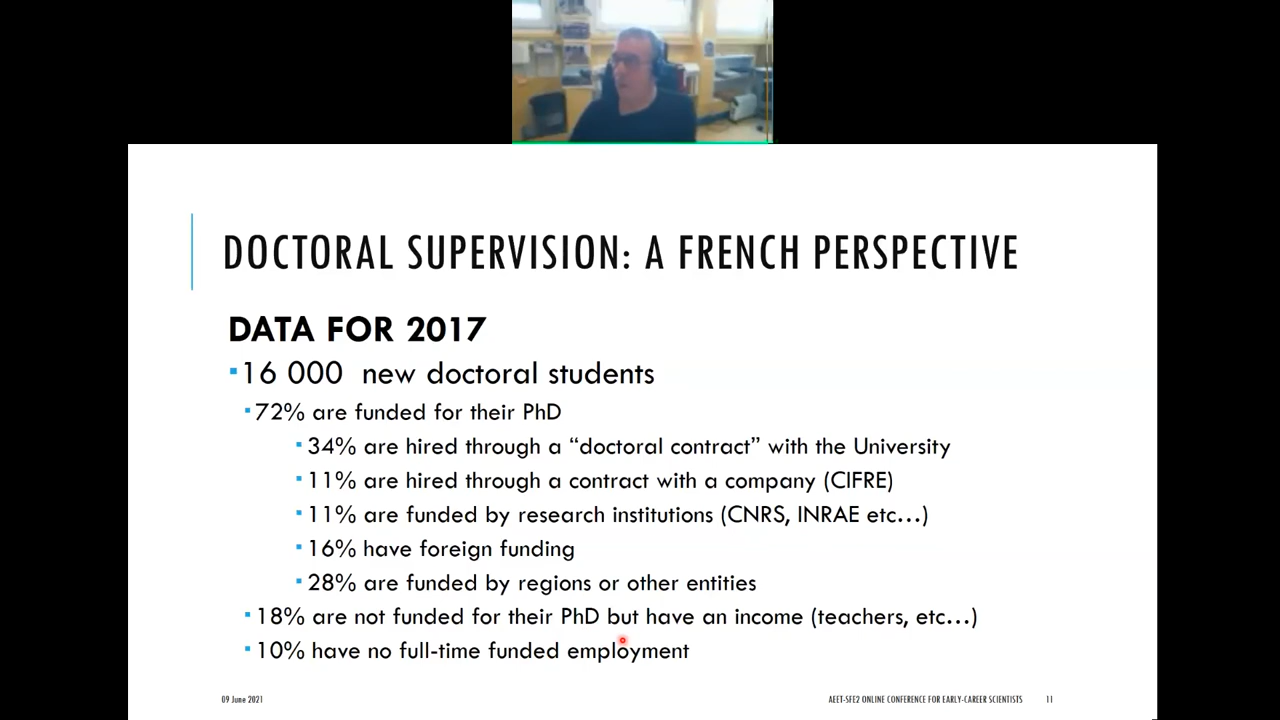 DOCTORAL SUPERVISION: A FRENCH PERSPECTIVE
DATA FOR 2017
▪16 000 new doctoral students
▪72% are funded for their PhD
▪34% are hired through a “doctoral contract” with the University
▪11% are hired through a contract with a company (CIFRE)
▪11% are funded by research institutions (CNRS, INRAE etc…)
▪16% have foreign funding
▪28% are funded by regions or other entities
▪18% are not funded for their PhD but have an income (teachers, etc…)
▪10% have no full-time funded employment
09 June 2021
AEET-SFE2 ONLINE CONFERENCE FOR EARLY-CAREER SCIENTISTS
11